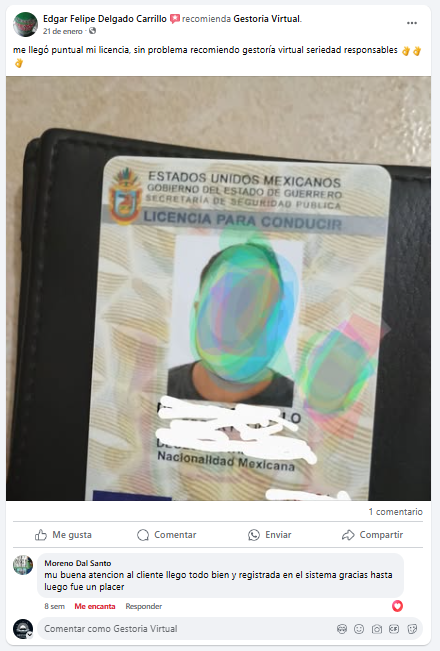 Edgar Felipe Delgado Carrillo recomienda Gestoria Virtual.
21 de enero ·
me llegó puntual mi licencia, sin problema recomiendo gestoría virtual seriedad responsables
ESTADOS UNIDOS MEXICANOS
GOBIERNO DEL ESTADO DE GUERRERO
SECRETARÍA DE SEGURIDAD PÚBLICA
LICENCIA PARA CONDUCIR
Nacionalidad Mexicana
1 comentario
Me gusta Comentar Enviar Compartir
Moreno Dal Santo
mu buena atencion al cliente llego todo bien y registrada en el sistema gracias hasta
luego fue un placer
8 sem Me encanta Responder
Comentar como Gestoria Virtual